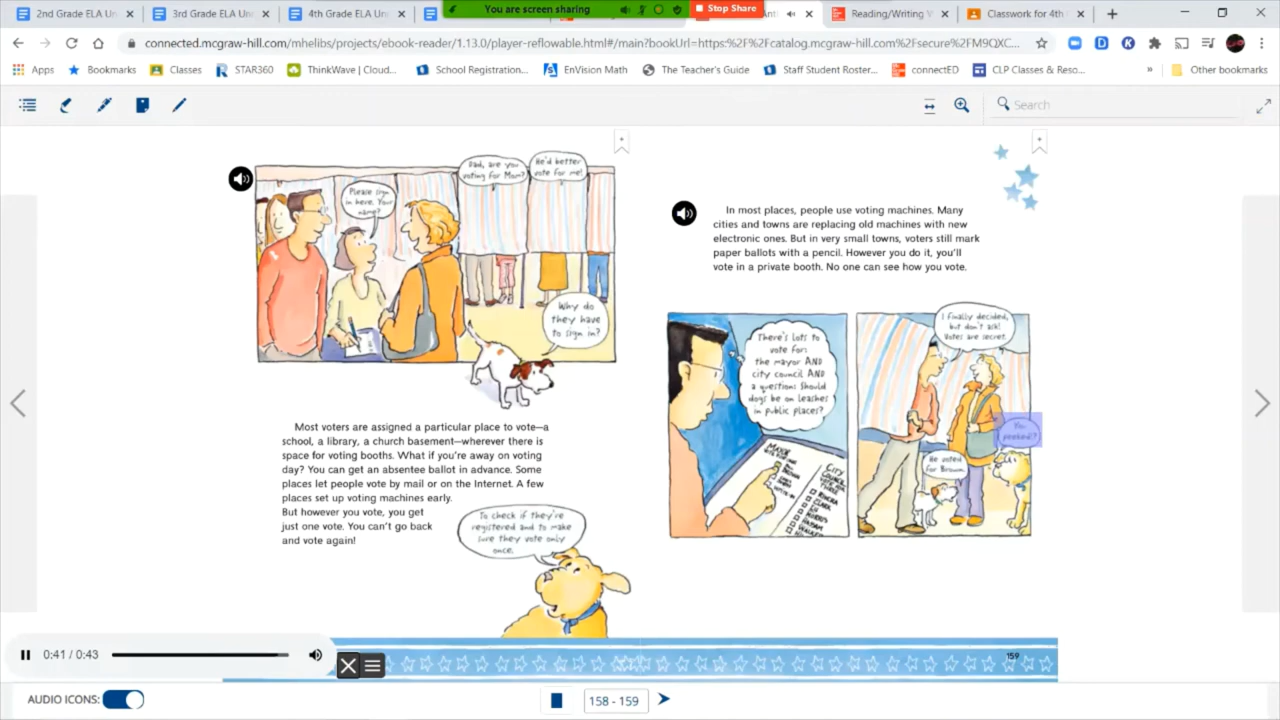 2nd Grade ELA Un
3rd Grade ELA Un
4th Grade ELA Un
You are screen sharing
Stop Share
Reading/Writing
Classwork for 4th
connected.mcgraw-hill.com/mhelibs/projects/ebook-reader/1.13.0/player-reflowable.html#/main?bookUrl=https:%2F%2Fcatalog.mcgraw-hill.com%2Fsecure%2FM9QXC...
Apps
Bookmarks
Classes
STAR360
ThinkWave | Cloud...
School Registration...
EnVision Math
The Teacher's Guide
Staff Student Roster...
connectED
CLP Classes & Reso...
»
Other bookmarks
Search
Please sign
in here. Your
name?
Dad, are you
voting for Mom?
He'd better
vote for me!
Why do
they have
to sign in?
Most voters are assigned a particular place to vote—a
school, a library, a church basement—wherever there is
space for voting booths. What if you're away on voting
day? You can get an absentee ballot in advance. Some
places let people vote by mail or on the Internet. A few
places set up voting machines early.
But however you vote, you get
just one vote. You can't go back
and vote again!
To check if they're
registered and to make
sure they vote only
once.
In most places, people use voting machines. Many
cities and towns are replacing old machines with new
electronic ones. But in very small towns, voters still mark
paper ballots with a pencil. However you do it, you'll
vote in a private booth. No one can see how you vote.
There's lots to
vote for:
the mayor AND
city council AND
a question: Should
dogs be on leashes
in public places?
Mayor
City
Council
I finally decided,
but don't ask!
Votes are secret.
He voted
for Brown.
You
peeked?
159
0:41 / 0:43
AUDIO ICONS:
158 - 159